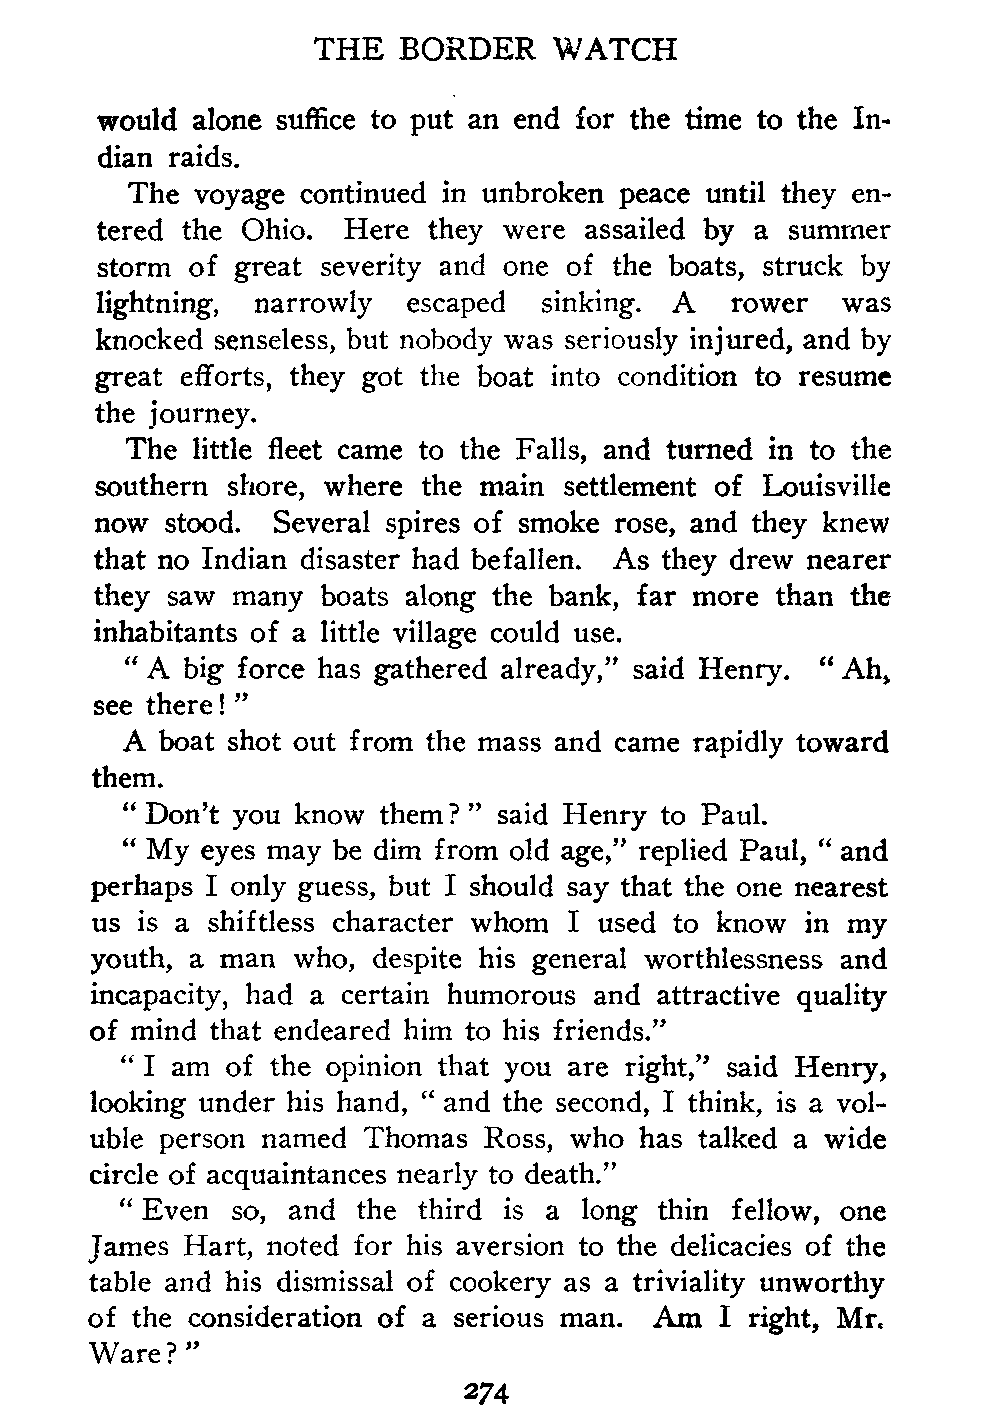 THE BORDER WATCH
would alone suffice to put an end for the time to the In-
dian raids.
The voyage continued in unbroken peace until they en-
tered the Ohio. Here they were assailed by a summer
storm of great severity and one of the boats, struck by
lightning, narrowly escaped sinking. A rower was
knocked senseless, but nobody was seriously injured, and by
great efforts, they got the boat into condition to resume
the journey.
The little fleet came to the Falls, and turned in to the
southern shore, where the main settlement of Louisville
now stood. Several spires of smoke rose, and they knew
that no Indian disaster had befallen. As they drew nearer
they saw many boats along the bank, far more than the
inhabitants of a little village could use.
“ A big force has gathered already,” said Henry. “ Ah,
see there! ”
A boat shot out from the mass and came rapidly toward
them.
“ Don't you know them? ” said Henry to Paul.
“ My eyes may be dim from old age,” replied Paul, “ and
perhaps I only guess, but I should say that the one nearest
us is a shiftless character whom I used to know in my
youth, a man who, despite his general worthlessness and
incapacity, had a certain humorous and attractive quality
of mind that endeared him to his friends.”
“ I am of the opinion that you are right,” said Henry,
looking under his hand, “ and the second, I think, is a vol-
uble person named Thomas Ross, who has talked a wide
circle of acquaintances nearly to death.”
“ Even so, and the third is a long thin fellow, one
James Hart, noted for his aversion to the delicacies of the
table and his dismissal of cookery as a triviality unworthy
of the consideration of a serious man. Am I right, Mr.
Ware? ”
274